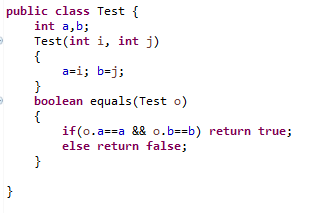 public class Test {
    int a,b;
    Test(int i, int j)
    {
        a=i; b=j;
    }
    boolean equals(Test o)
    {
        if(o.a==a && o.b==b) return true;
        else return false;
    }
}